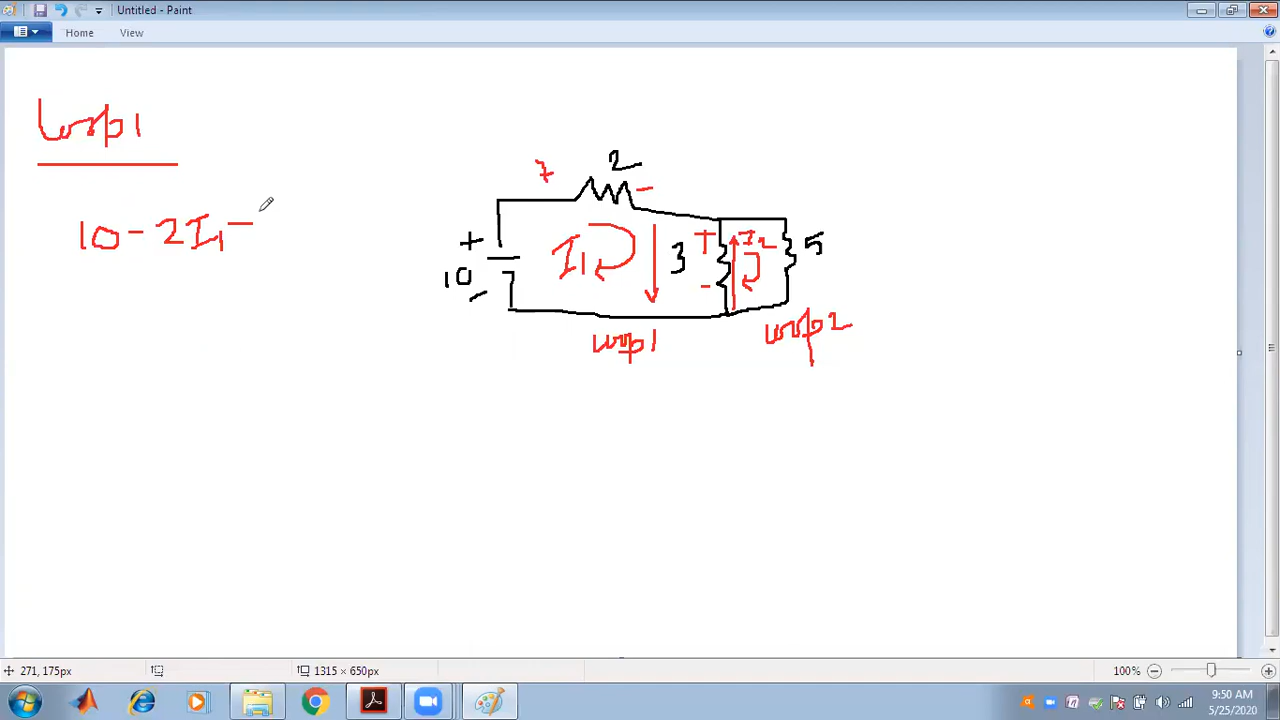 Untitled - Paint
Home View
Loop 1
10 - 2I₁ -
2
+ -
+
10
-
I₁
3
+
-
I₂
5
Loop 1
Loop 2
271, 175px
1315 × 650px
100%
9:50 AM
5/25/2020